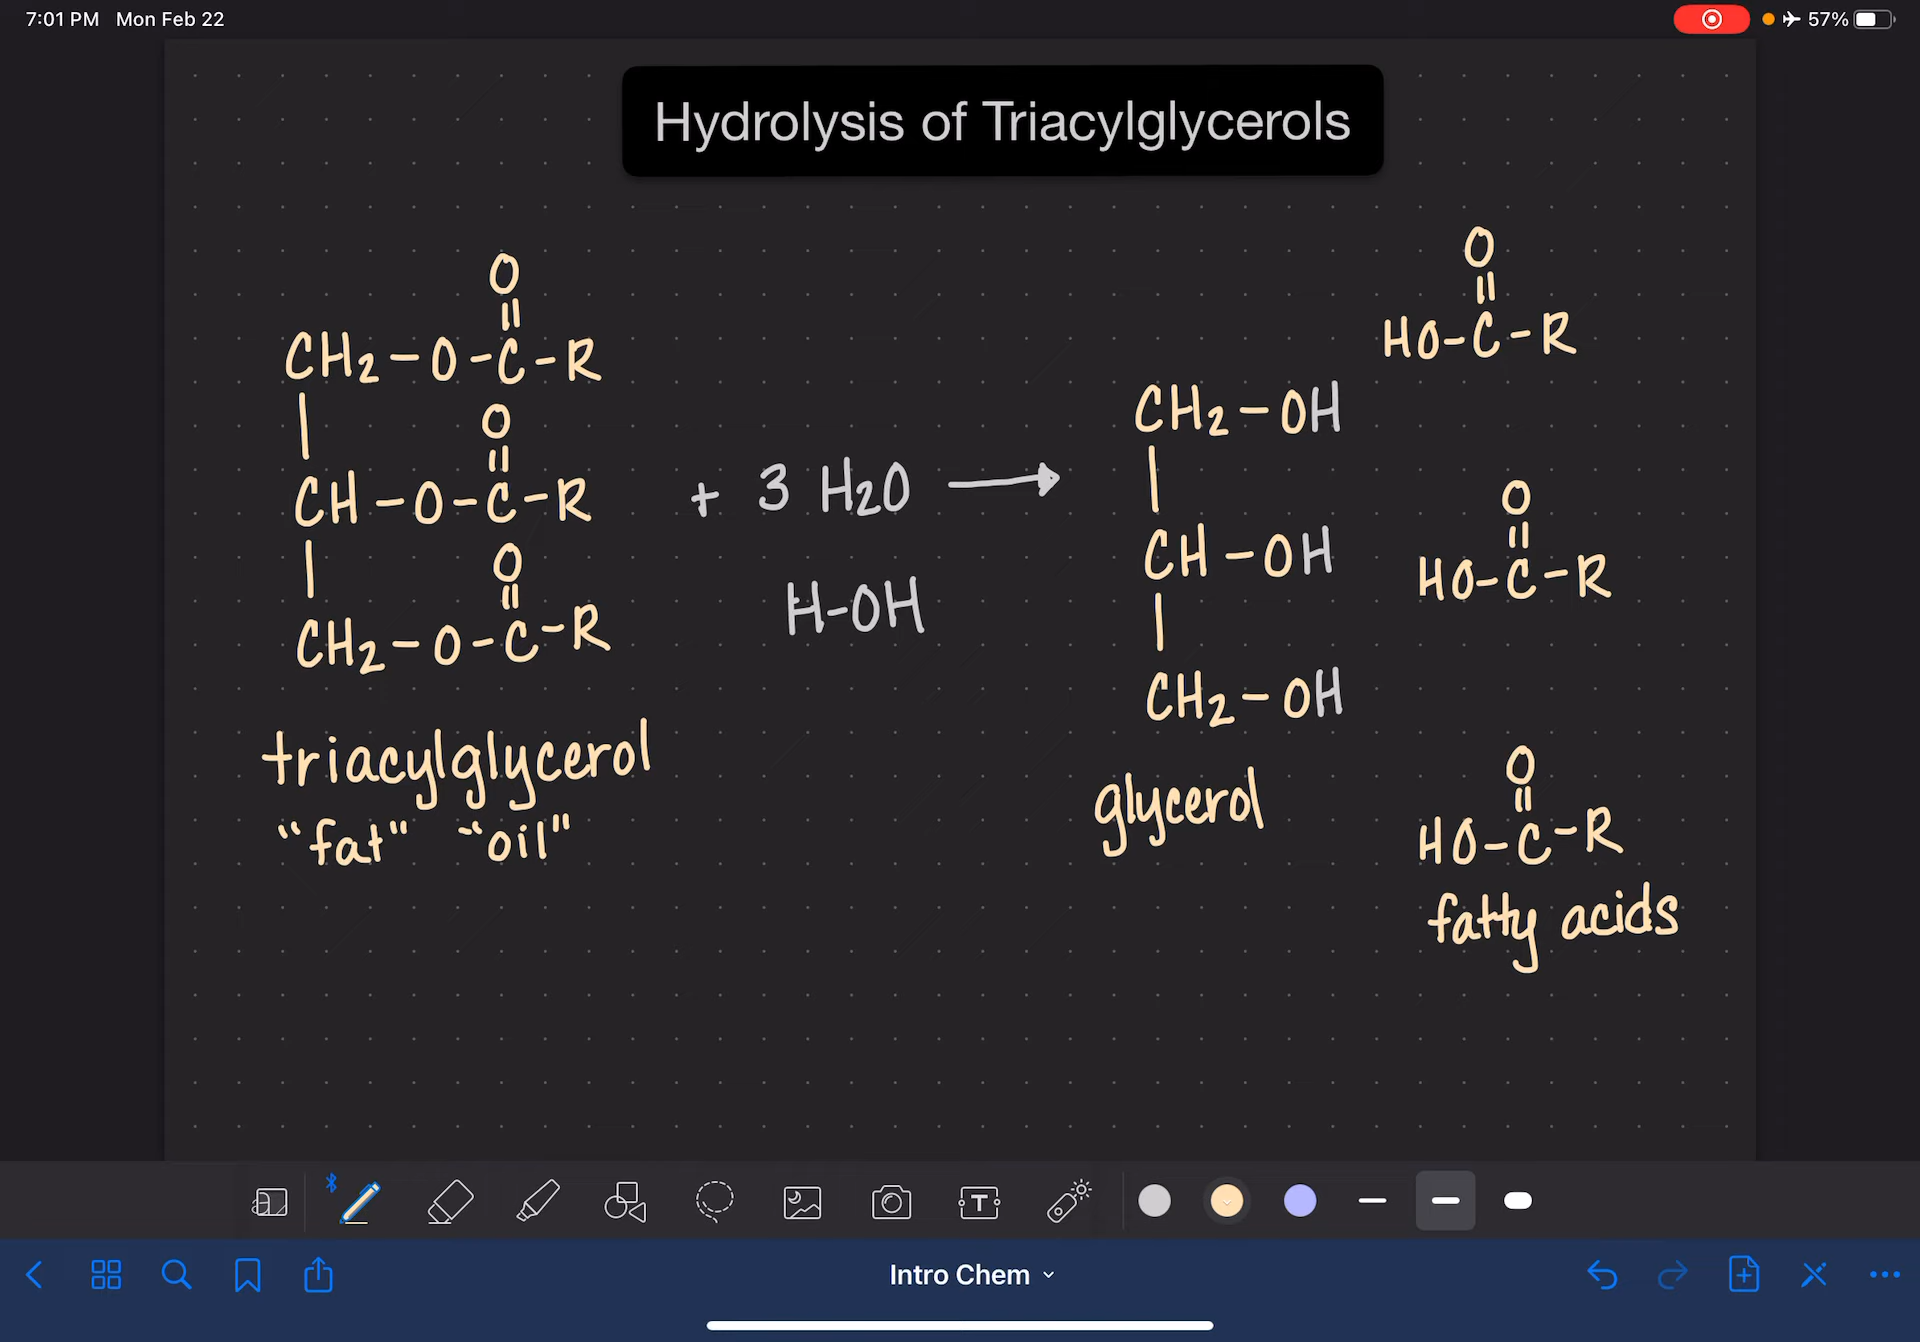 7:01 PM Mon Feb 22
57%
Hydrolysis of Triacylglycerols
O
||
CH₂-O-C-R
|
O
||
CH-O-C-R
|
O
||
CH₂-O-C-R
triacylglycerol
"fat" "oil"
+ 3 H₂O ⟶
H-OH
CH₂-OH
|
CH-OH
|
CH₂-OH
glycerol
O
||
HO-C-R
O
||
HO-C-R
O
||
HO-C-R
fatty acids
T
Intro Chem